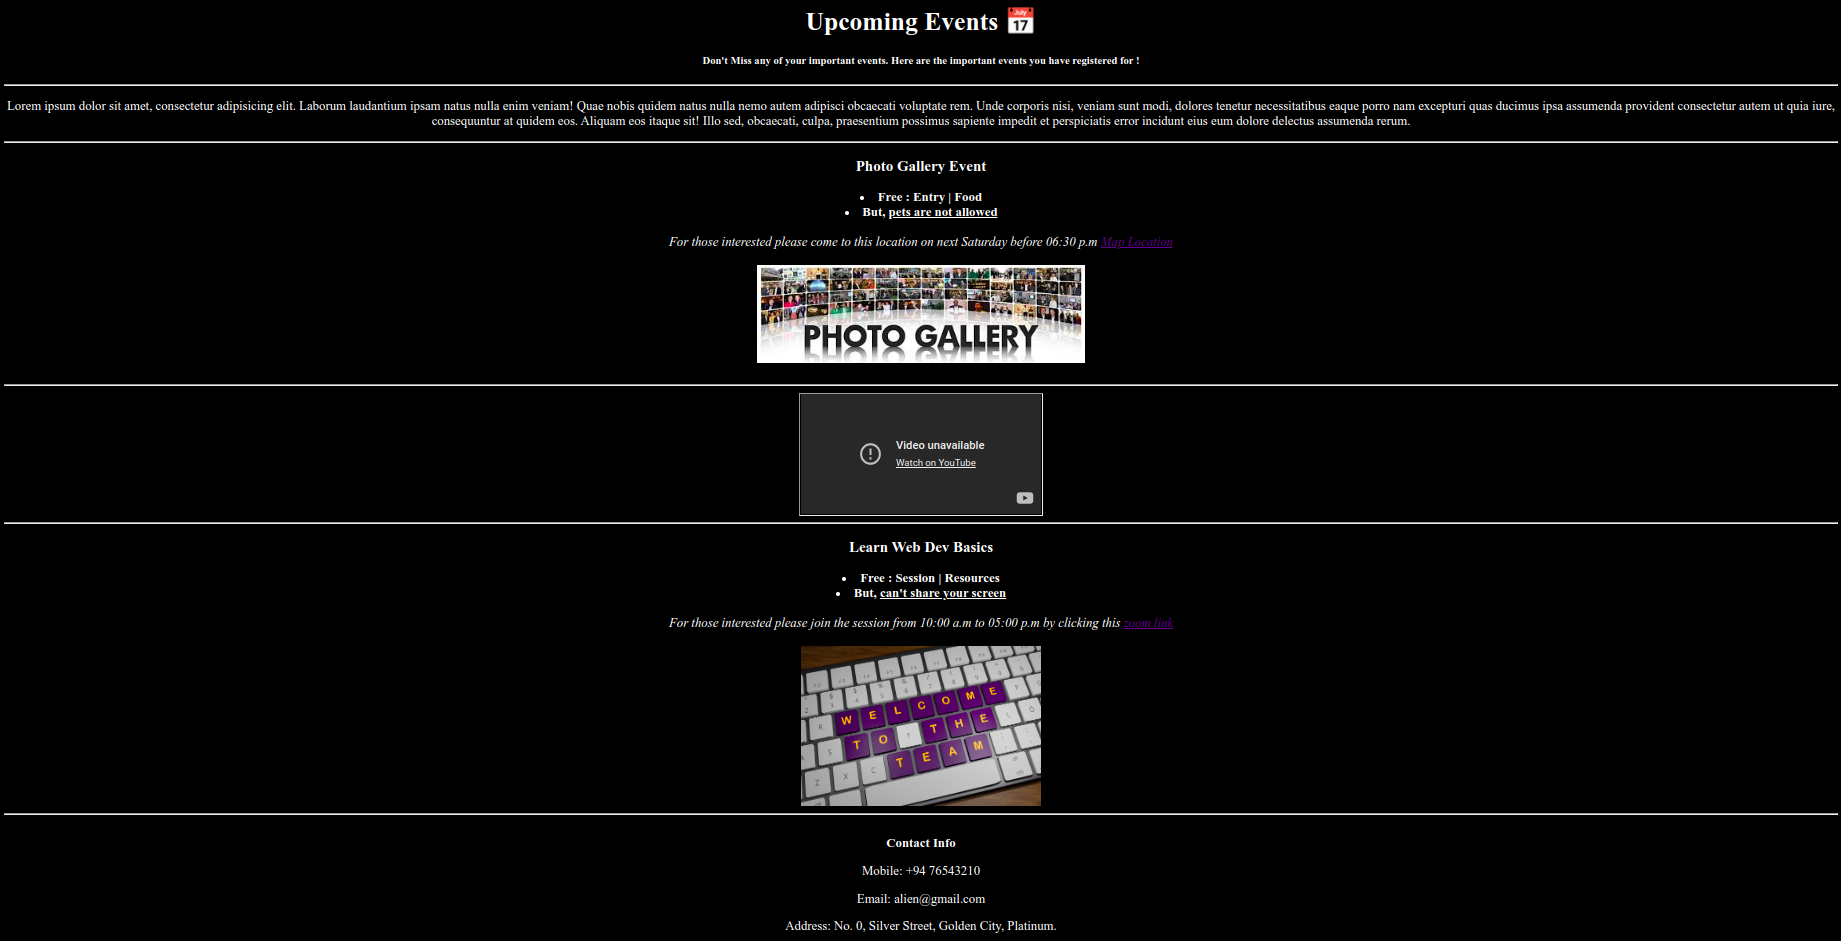 Upcoming Events 📅
Don't Miss any of your important events. Here are the important events you have registered for !
Lorem ipsum dolor sit amet, consectetur adipisicing elit. Laborum laudantium ipsam natus nulla enim veniam! Quae nobis quidem natus nulla nemo autem adipisci obcaecati voluptate rem. Unde corporis nisi, veniam sunt modi, dolores tenetur necessitatibus eaque porro nam excepturi quas ducimus ipsa assumenda provident consectetur autem ut quia iure,
consequuntur at quidem eos. Aliquam eos itaque sit! Illo sed, obcaecati, culpa, praesentium possimus sapiente impedit et perspiciatis error incidunt eius eum dolore delectus assumenda rerum.
Photo Gallery Event
• Free : Entry | Food
• But, pets are not allowed
For those interested please come to this location on next Saturday before 06:30 p.m Map Location
PHOTO GALLERY
Video unavailable
Watch on YouTube
Learn Web Dev Basics
• Free : Session | Resources
• But, can't share your screen
For those interested please join the session from 10:00 a.m to 05:00 p.m by clicking this zoom link
WELCOME
TO THE
TEAM
Z X C
Contact Info
Mobile: +94 76543210
Email: alien@gmail.com
Address: No. 0, Silver Street, Golden City, Platinum.